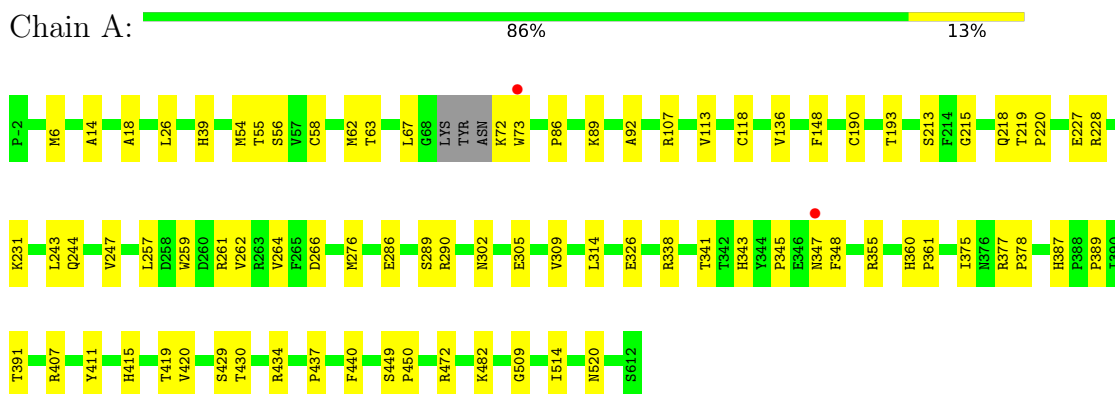 Chain A:
86% 13%
P-2 M6 A14 A18 L26 H39 M54 T55 S56 V57 C58 M62 T63 L67 G68 LYS TYR ASN K72 W73 P86 K89 A92 R107 V113 C118 V136 F148 C190 T193 S213 F214 G215 Q218 T219 P220 E227 R228
K231 L243 Q244 V247 L257 D258 W259 D260 R261 V262 R263 V264 F265 D266 M276 E286 S289 R290 N302 E305 V309 L314 E326 R338 T341 T342 H343 Y344 P345 E346 N347 F348 R355 H360 P361 I375 N376 R377 P378 H387 P388 P389 I390
T391 R407 Y411 H415 T419 V420 S429 T430 R434 P437 F440 S449 P450 R472 K482 G509 I514 N520 S612